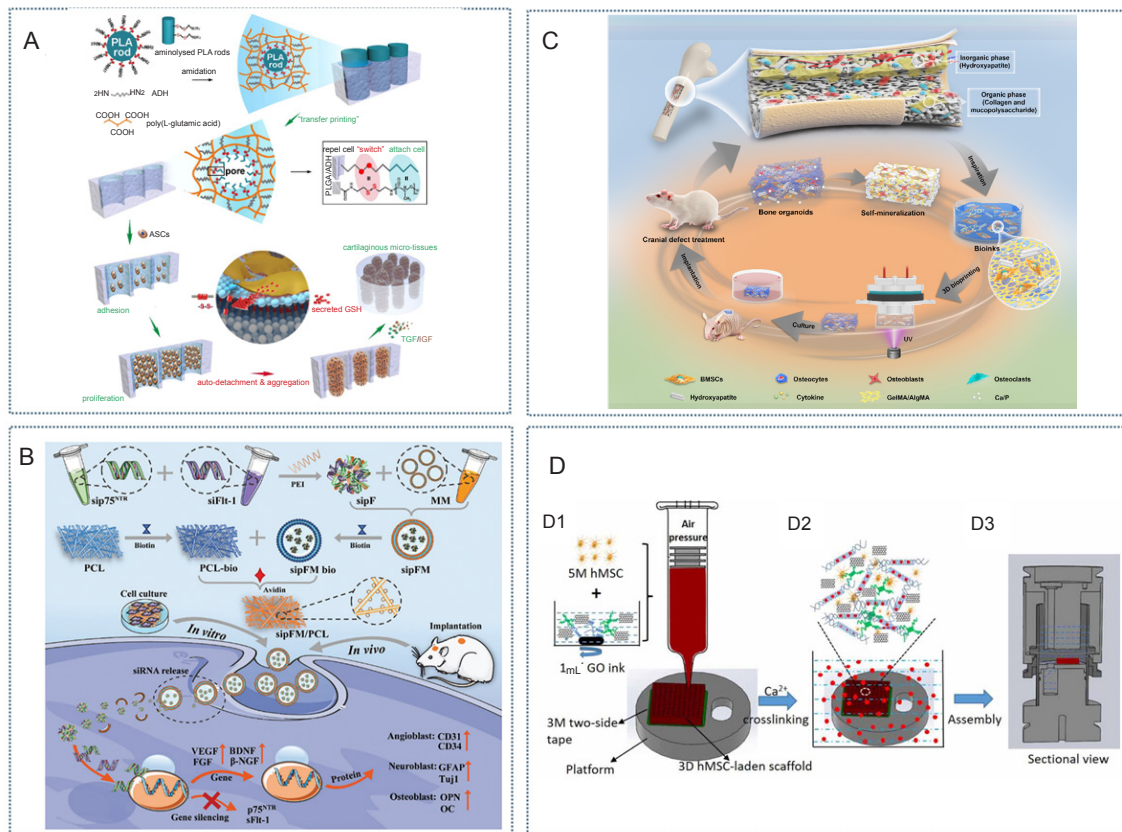 A
PLA
rod
aminolysed PLA rods
amidation
2HN
HN2
ADH
COOH COOH
COOH
poly(L-glutamic acid)
PLA
rod
"transfer printing"
pore
repel cell "switch" attach cell
PLGA/ADH
ASCs
adhesion
-S-S-
secreted GSH
cartilaginous micro-tissues
TGF/IGF
proliferation
auto-detachment & aggregation
B
sip75NTR
siFlt-1
PEI
sipF
MM
PCL
Biotin
PCL-bio
sipFM bio
Biotin
sipFM
Avidin
sipFM/PCL
Cell culture
In vitro
In vivo
Implantation
siRNA release
VEGF
FGF
BDNF
β-NGF
Gene
Protein
Gene silencing
p75NTR
sFlt-1
Angioblast: CD31
CD34
Neuroblast: GFAP
Tuj1
Osteoblast: OPN
OC
C
Inorganic phase
(Hydroxyapatite)
Organic phase
(Collagen and
mucopolysaccharide)
Inspiration
Bone organoids
Self-mineralization
Cranial defect treatment
Bioinks
3D bioprinting
Implantation
Culture
UV
BMSCs
Osteocytes
Osteoblasts
Osteoclasts
Hydroxyapatite
Cytokine
GelMA/AlgMA
Ca/P
D
D1
D2
D3
Air
pressure
5M hMSC
+
1mL- GO ink
3M two-side
tape
Platform
3D hMSC-laden scaffold
Ca2+
crosslinking
Assembly
Sectional view